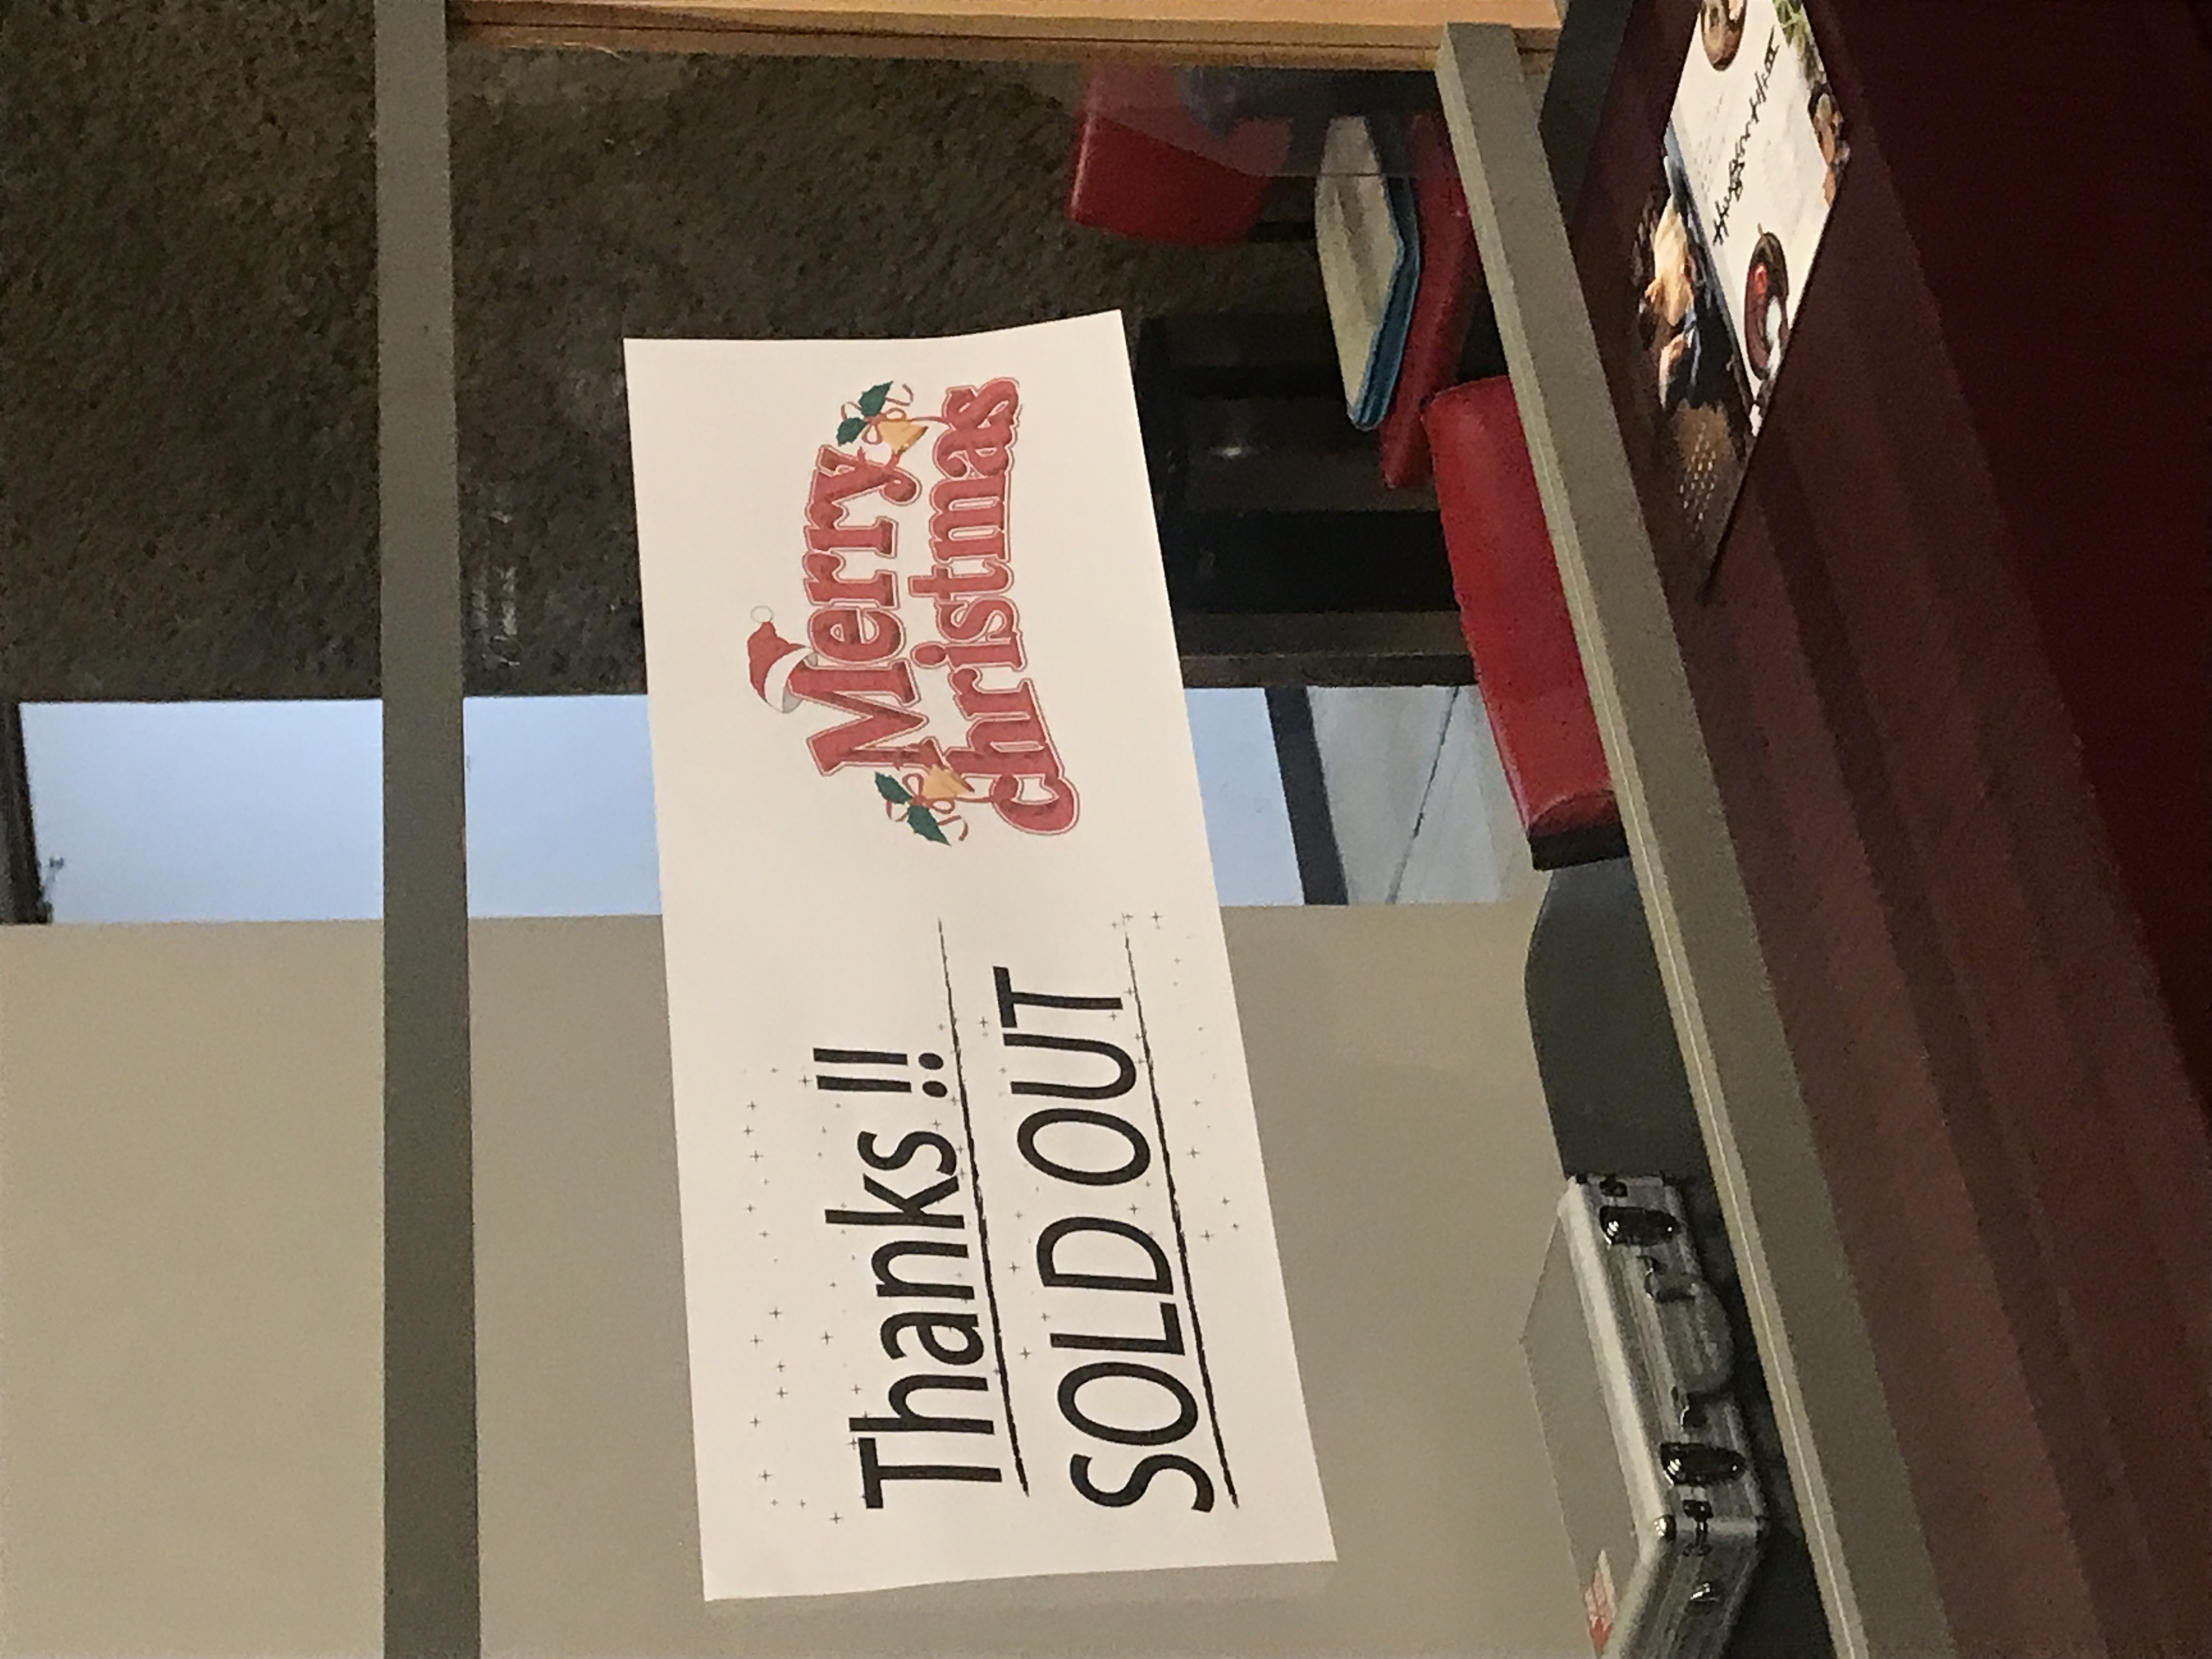 Thanks !!
SOLD OUT
Merry
Christmas